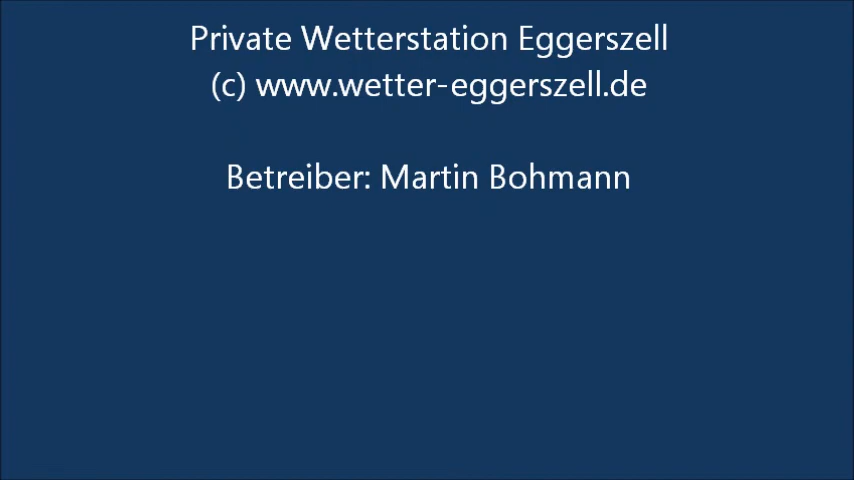 Private Wetterstation Eggerszell
(c) www.wetter-eggerszell.de
Betreiber: Martin Bohmann